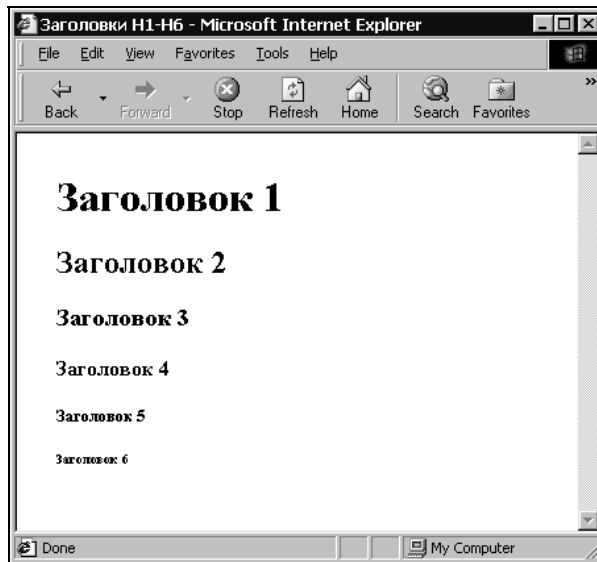 Заголовки H1-H6 - Microsoft Internet Explorer
File Edit View Favorites Tools Help
Back Forward Stop Refresh Home Search Favorites »
Заголовок 1
Заголовок 2
Заголовок 3
Заголовок 4
Заголовок 5
Заголовок 6
Done My Computer